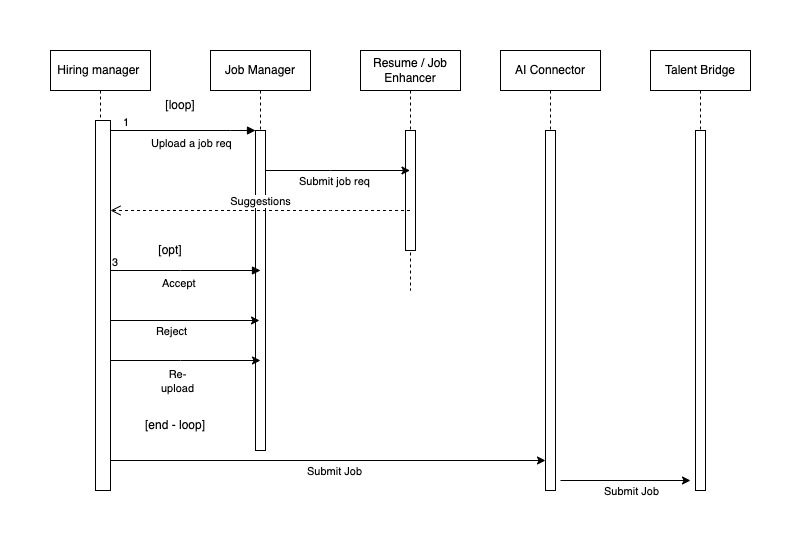 Hiring manager
Job Manager
Resume / Job
Enhancer
AI Connector
Talent Bridge
[loop]
1
Upload a job req
Submit job req
Suggestions
[opt]
3
Accept
Reject
Re-
upload
[end - loop]
Submit Job
Submit Job